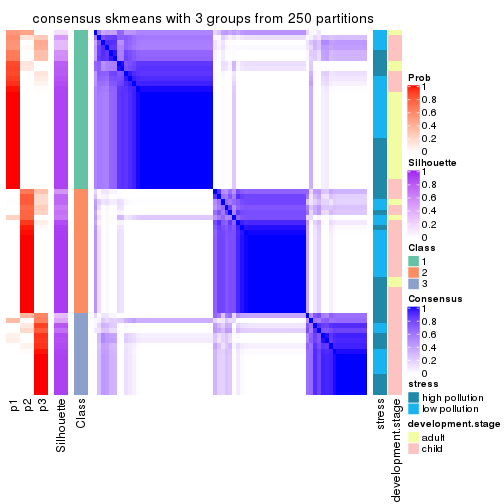 consensus skmeans with 3 groups from 250 partitions
Prob
1
0.8
0.6
0.4
0.2
0
Silhouette
1
0.8
0.6
0.4
0.2
0
Class
1
2
3
Consensus
1
0.8
0.6
0.4
0.2
0
stress
high pollution
low pollution
development.stage
adult
child
p1
p2
p3
Silhouette
Class
stress
development.stage